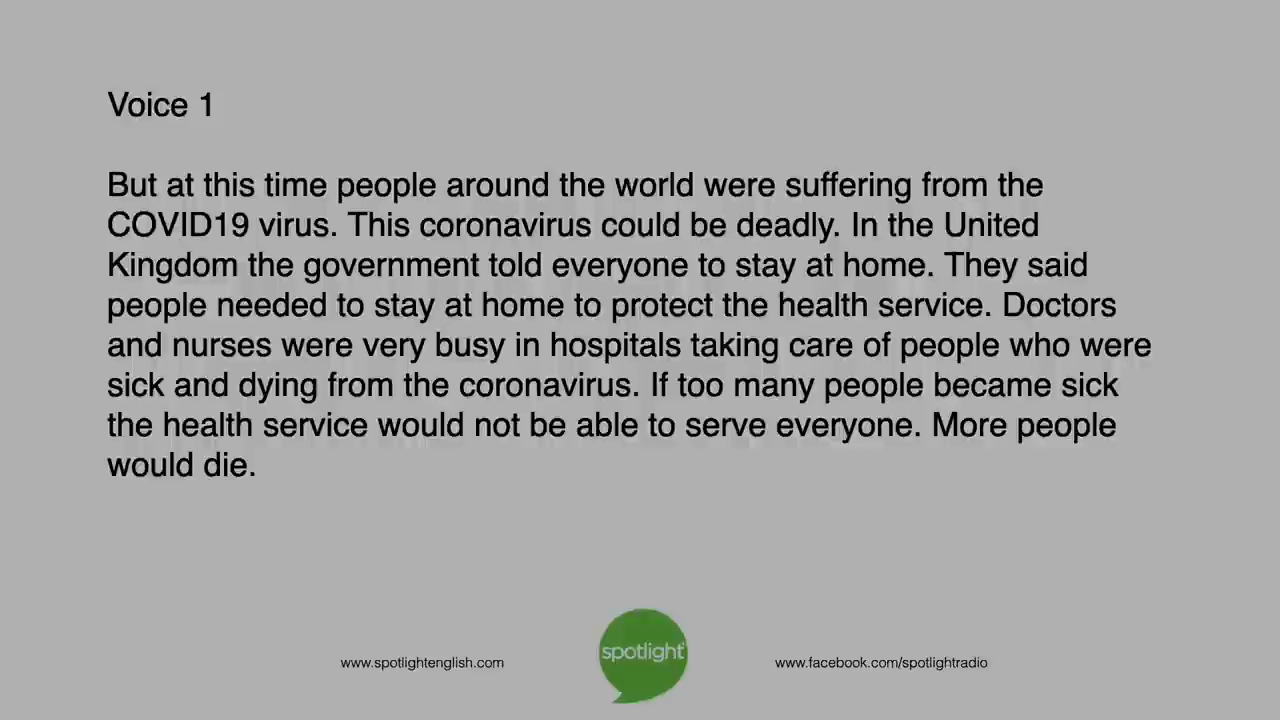 Voice 1
But at this time people around the world were suffering from the
COVID19 virus. This coronavirus could be deadly. In the United
Kingdom the government told everyone to stay at home. They said
people needed to stay at home to protect the health service. Doctors
and nurses were very busy in hospitals taking care of people who were
sick and dying from the coronavirus. If too many people became sick
the health service would not be able to serve everyone. More people
would die.
www.spotlightenglish.com
spotlight
www.facebook.com/spotlightradio